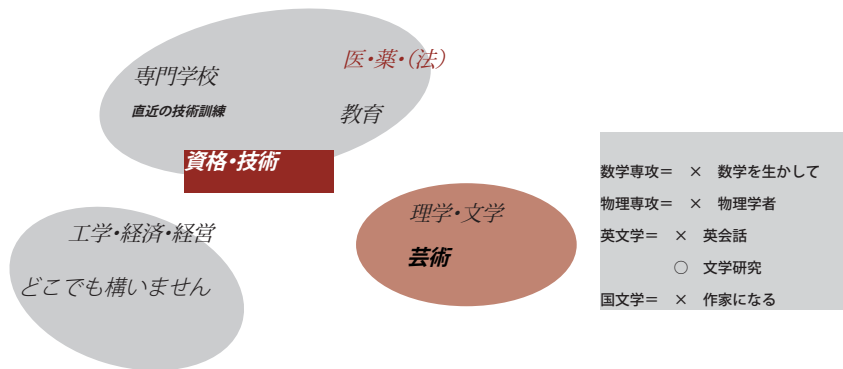 医・薬・（法）
専門学校
直近の技術訓練
教育
資格・技術
理学・文学
芸術
工学・経済・経営
どこでも構いません
数学専攻＝　×　数学を生かして
物理専攻＝　×　物理学者
英文学＝　×　英会話
○　文学研究
国文学＝　×　作家になる